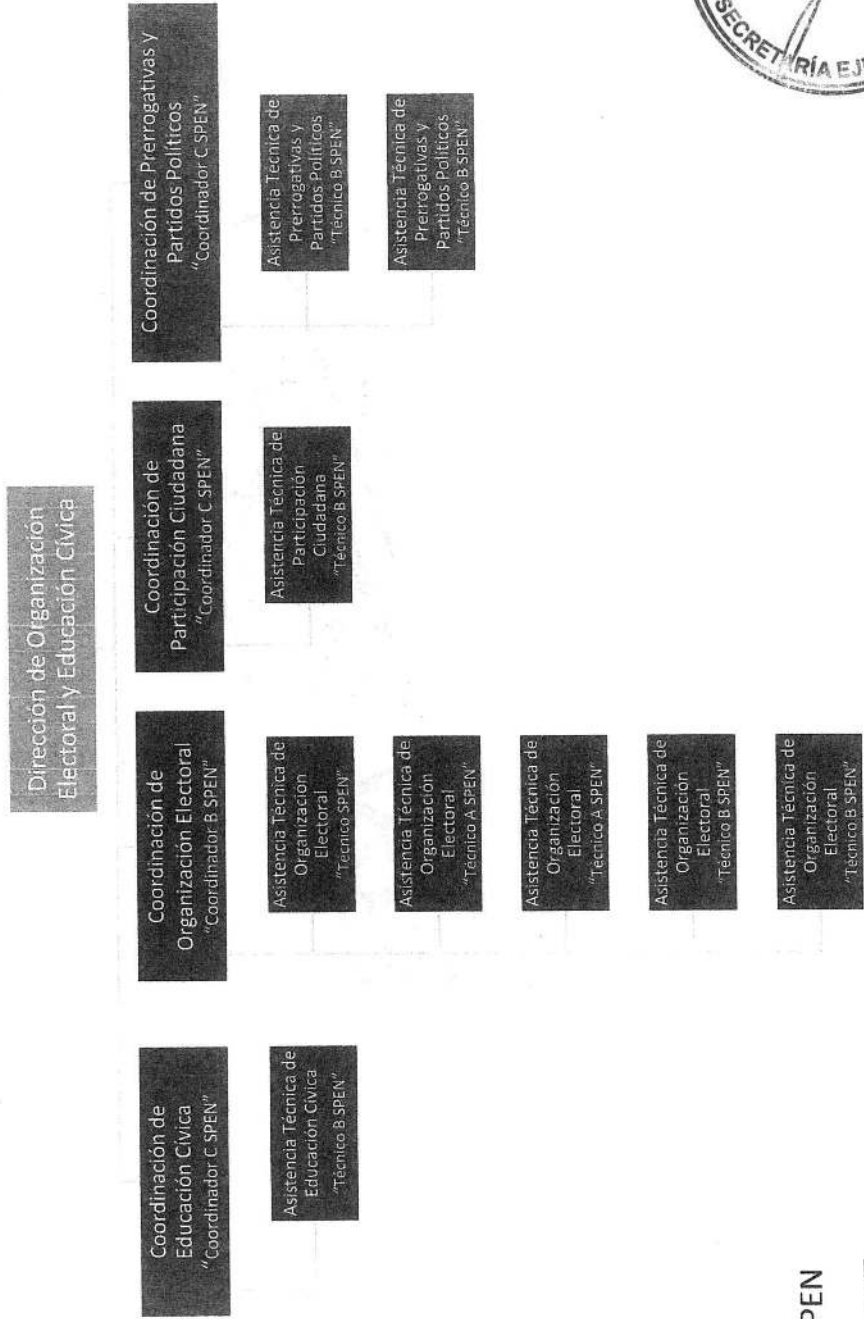 Dirección de Organización
Electoral y Educación Cívica
Coordinación de
Educación Cívica
"Coordinador C SPEN"
Asistencia Técnica de
Educación Cívica
"Técnico B SPEN"
Coordinación de
Organización Electoral
"Coordinador B SPEN"
Asistencia Técnica de
Organización
Electoral
"Técnico SPEN"
Asistencia Técnica de
Organización
Electoral
"Técnico A SPEN"
Asistencia Técnica de
Organización
Electoral
"Técnico A SPEN"
Asistencia Técnica de
Organización
Electoral
"Técnico B SPEN"
Asistencia Técnica de
Organización
Electoral
"Técnico B SPEN"
Coordinación de
Participación Ciudadana
"Coordinador C SPEN"
Asistencia Técnica de
Participación
Ciudadana
"Técnico B SPEN"
Coordinación de Prerrogativas y
Partidos Políticos
"Coordinador C SPEN"
Asistencia Técnica de
Prerrogativas y
Partidos Políticos
"Técnico B SPEN"
Asistencia Técnica de
Prerrogativas y
Partidos Políticos
"Técnico B SPEN"
SECRETARÍA EJE
PEN